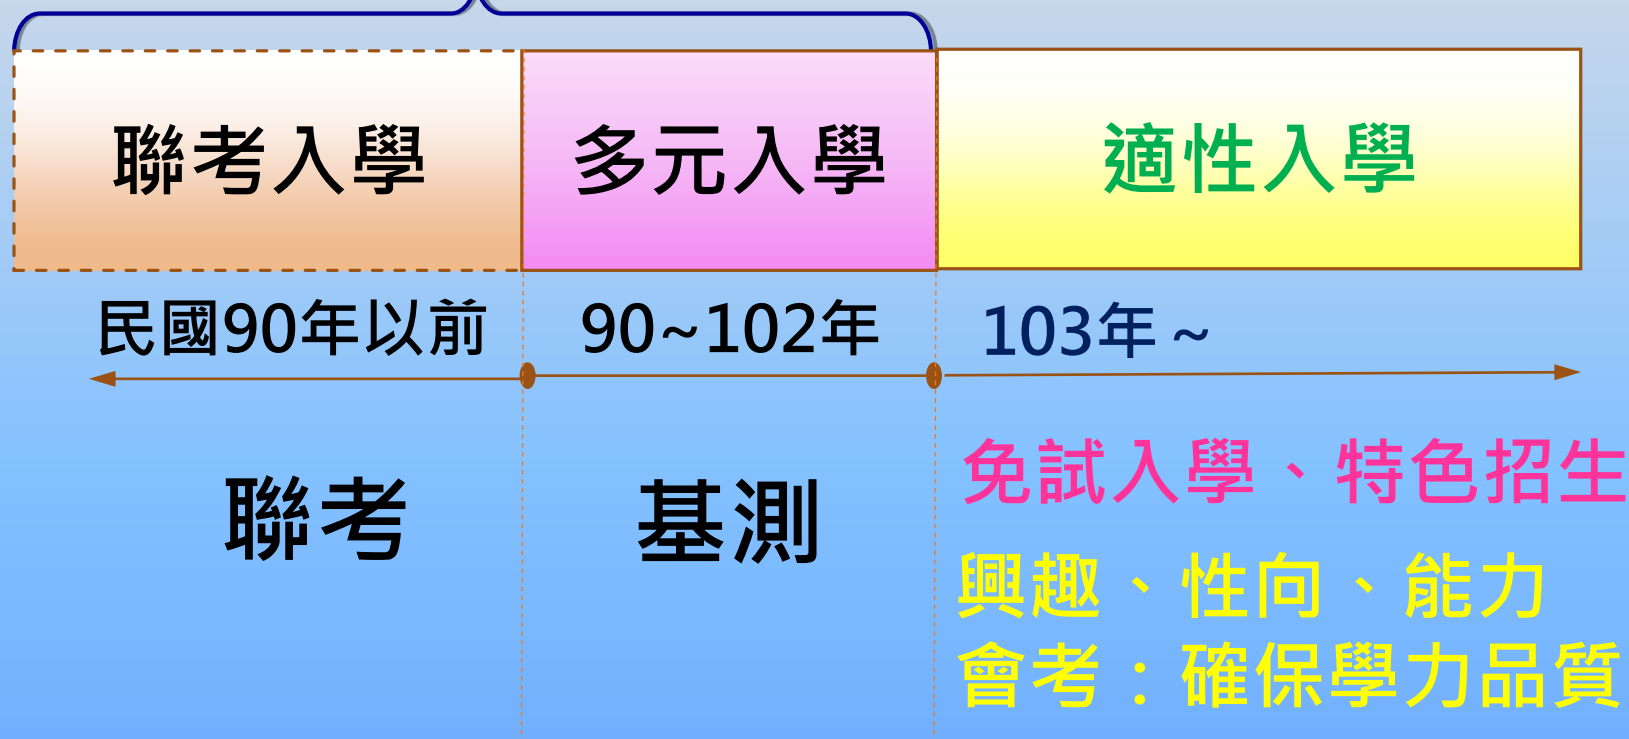 聯考入學
多元入學
適性入學
民國90年以前
90~102年
103年 ~
聯考
基測
免試入學、特色招生
興趣、性向、能力
會考：確保學力品質